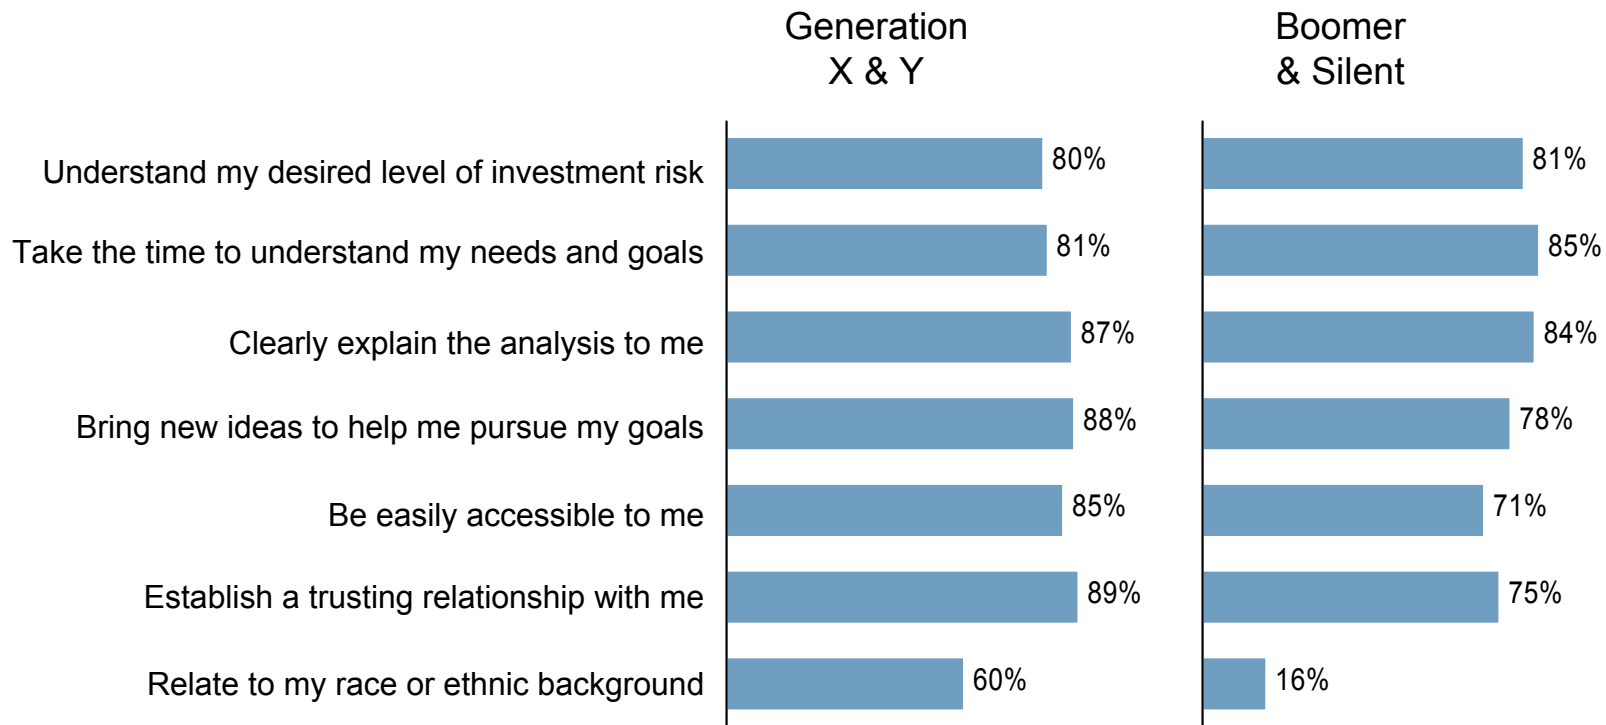 Generation
X & Y
Boomer
& Silent
Understand my desired level of investment risk 80% 81%
Take the time to understand my needs and goals 81% 85%
Clearly explain the analysis to me 87% 84%
Bring new ideas to help me pursue my goals 88% 78%
Be easily accessible to me 85% 71%
Establish a trusting relationship with me 89% 75%
Relate to my race or ethnic background 60% 16%